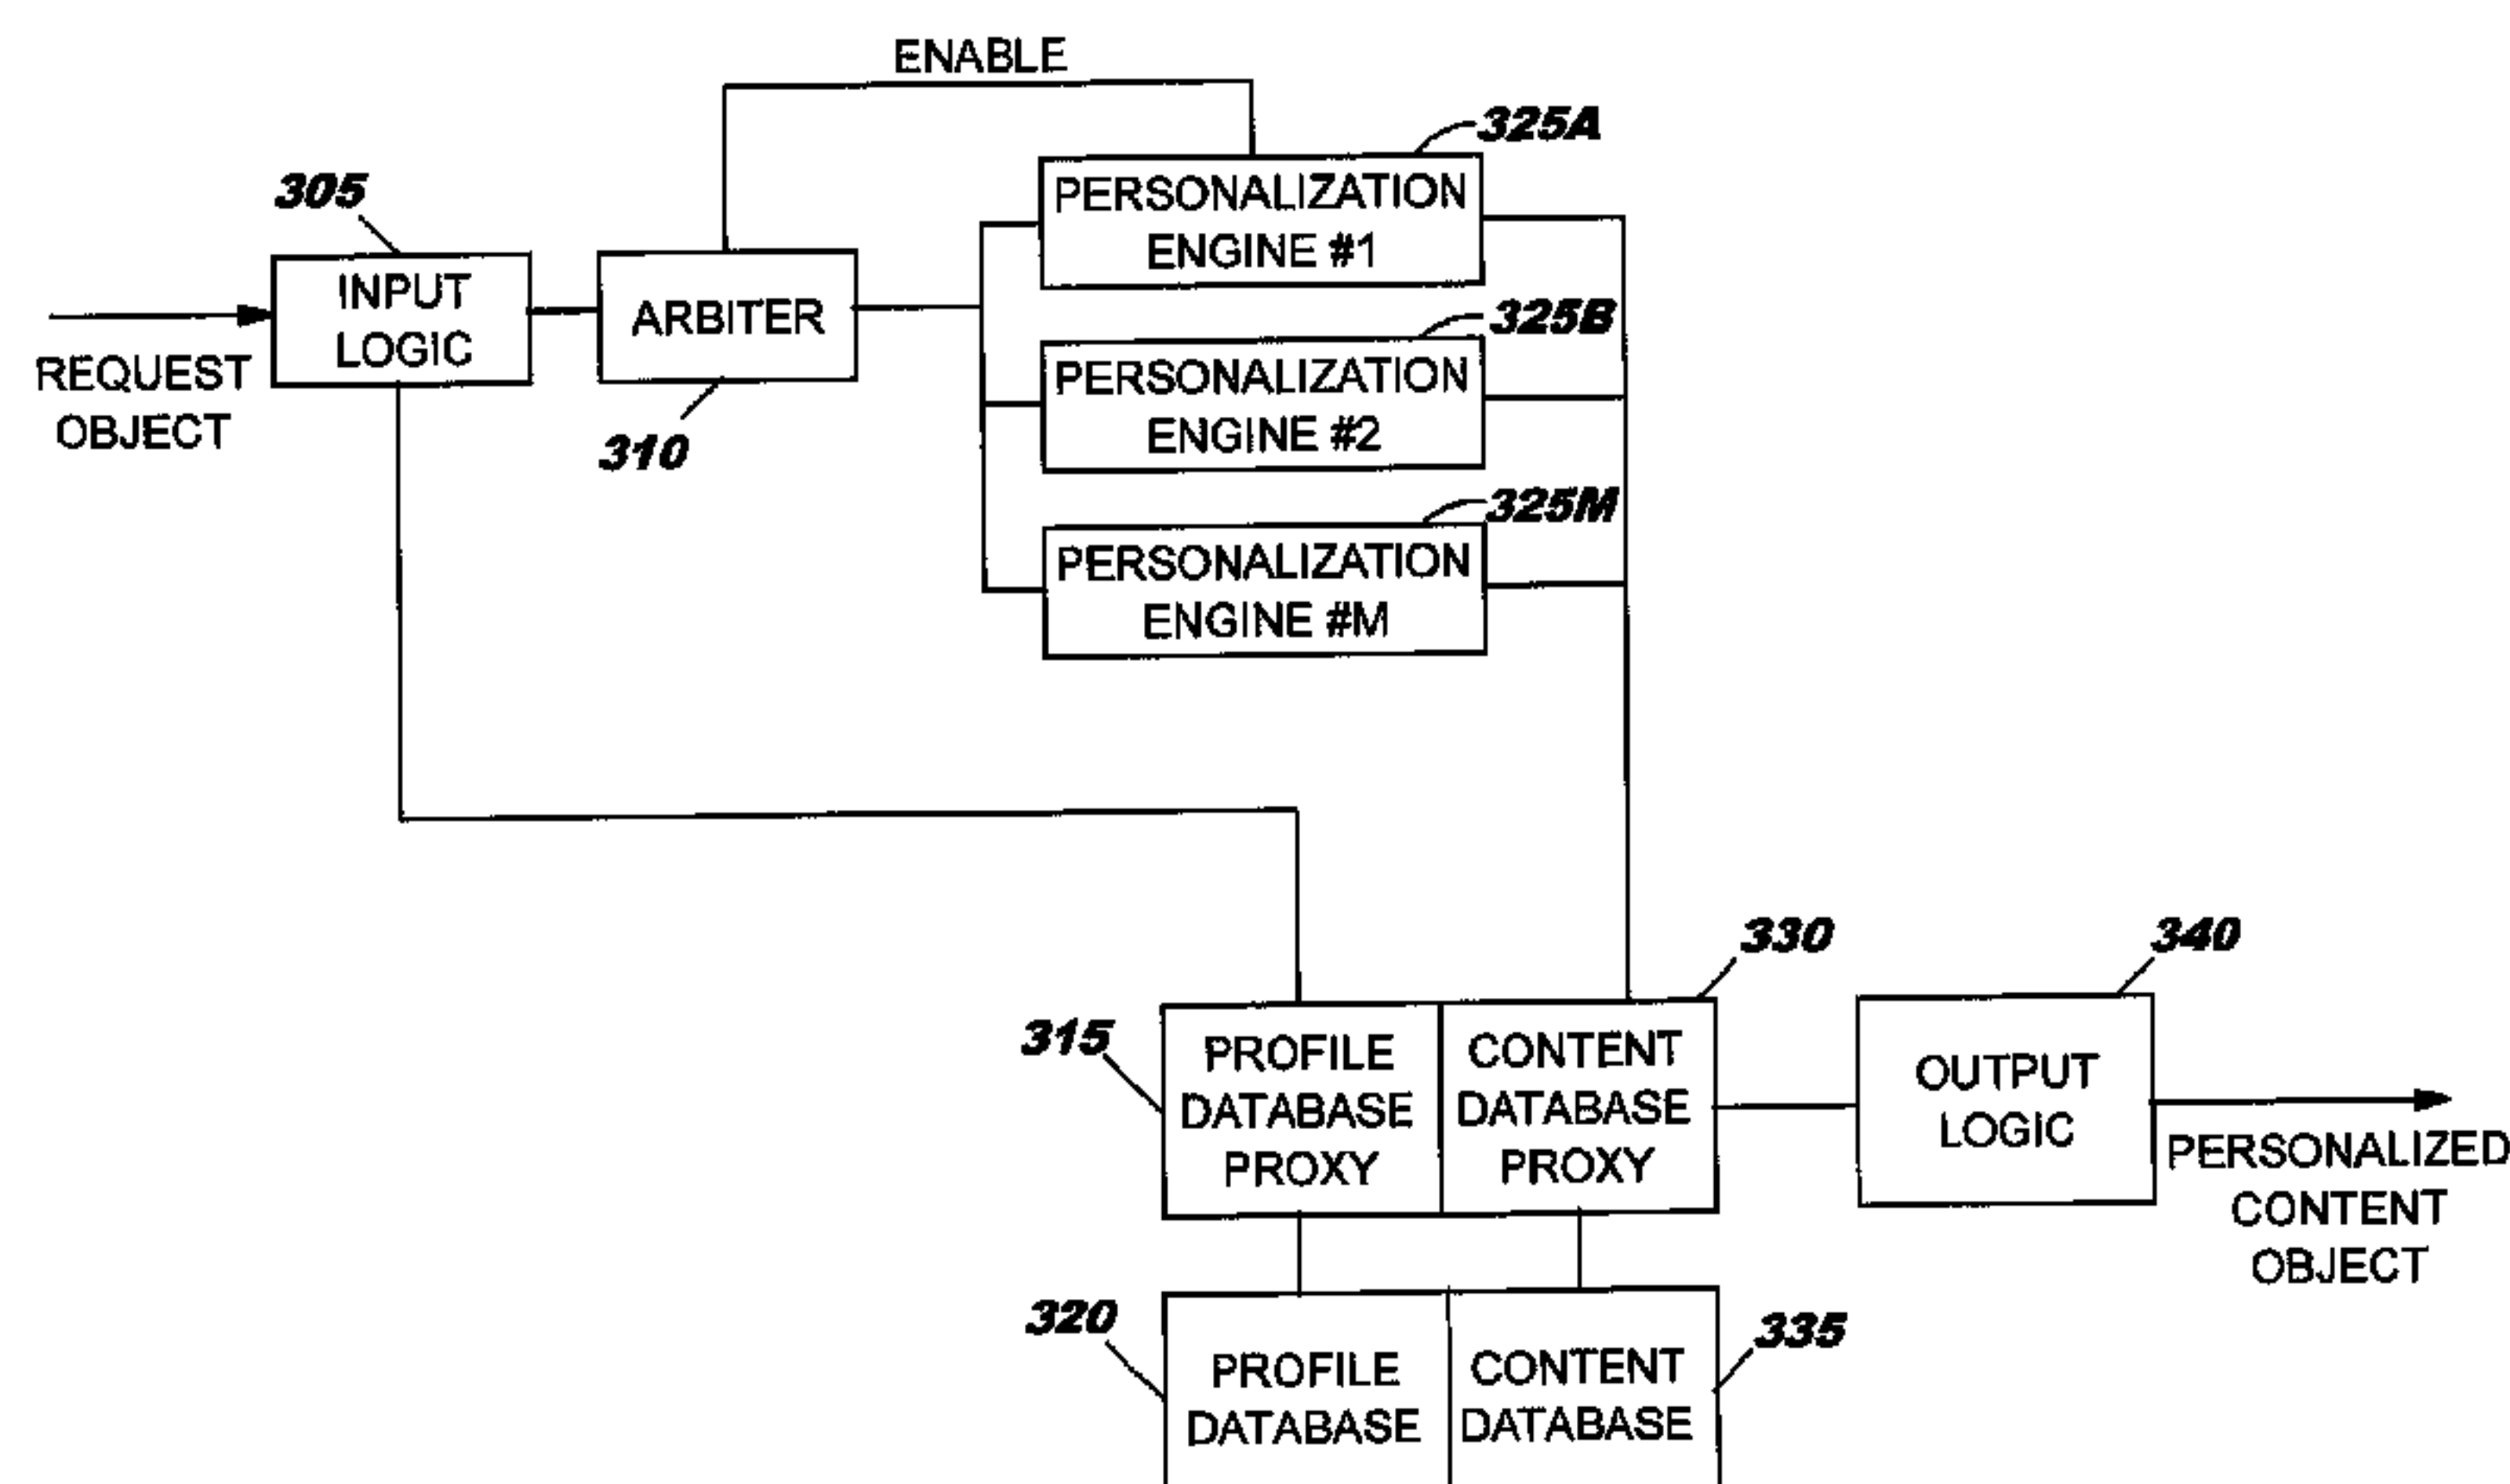 ENABLE
325A
PERSONALIZATION
ENGINE #1
305
INPUT
LOGIC
ARBITER
REQUEST
OBJECT
310
325B
PERSONALIZATION
ENGINE #2
325M
PERSONALIZATION
ENGINE #M
330
340
315
PROFILE
DATABASE
PROXY
CONTENT
DATABASE
PROXY
OUTPUT
LOGIC
PERSONALIZED
CONTENT
OBJECT
320
335
PROFILE
DATABASE
CONTENT
DATABASE